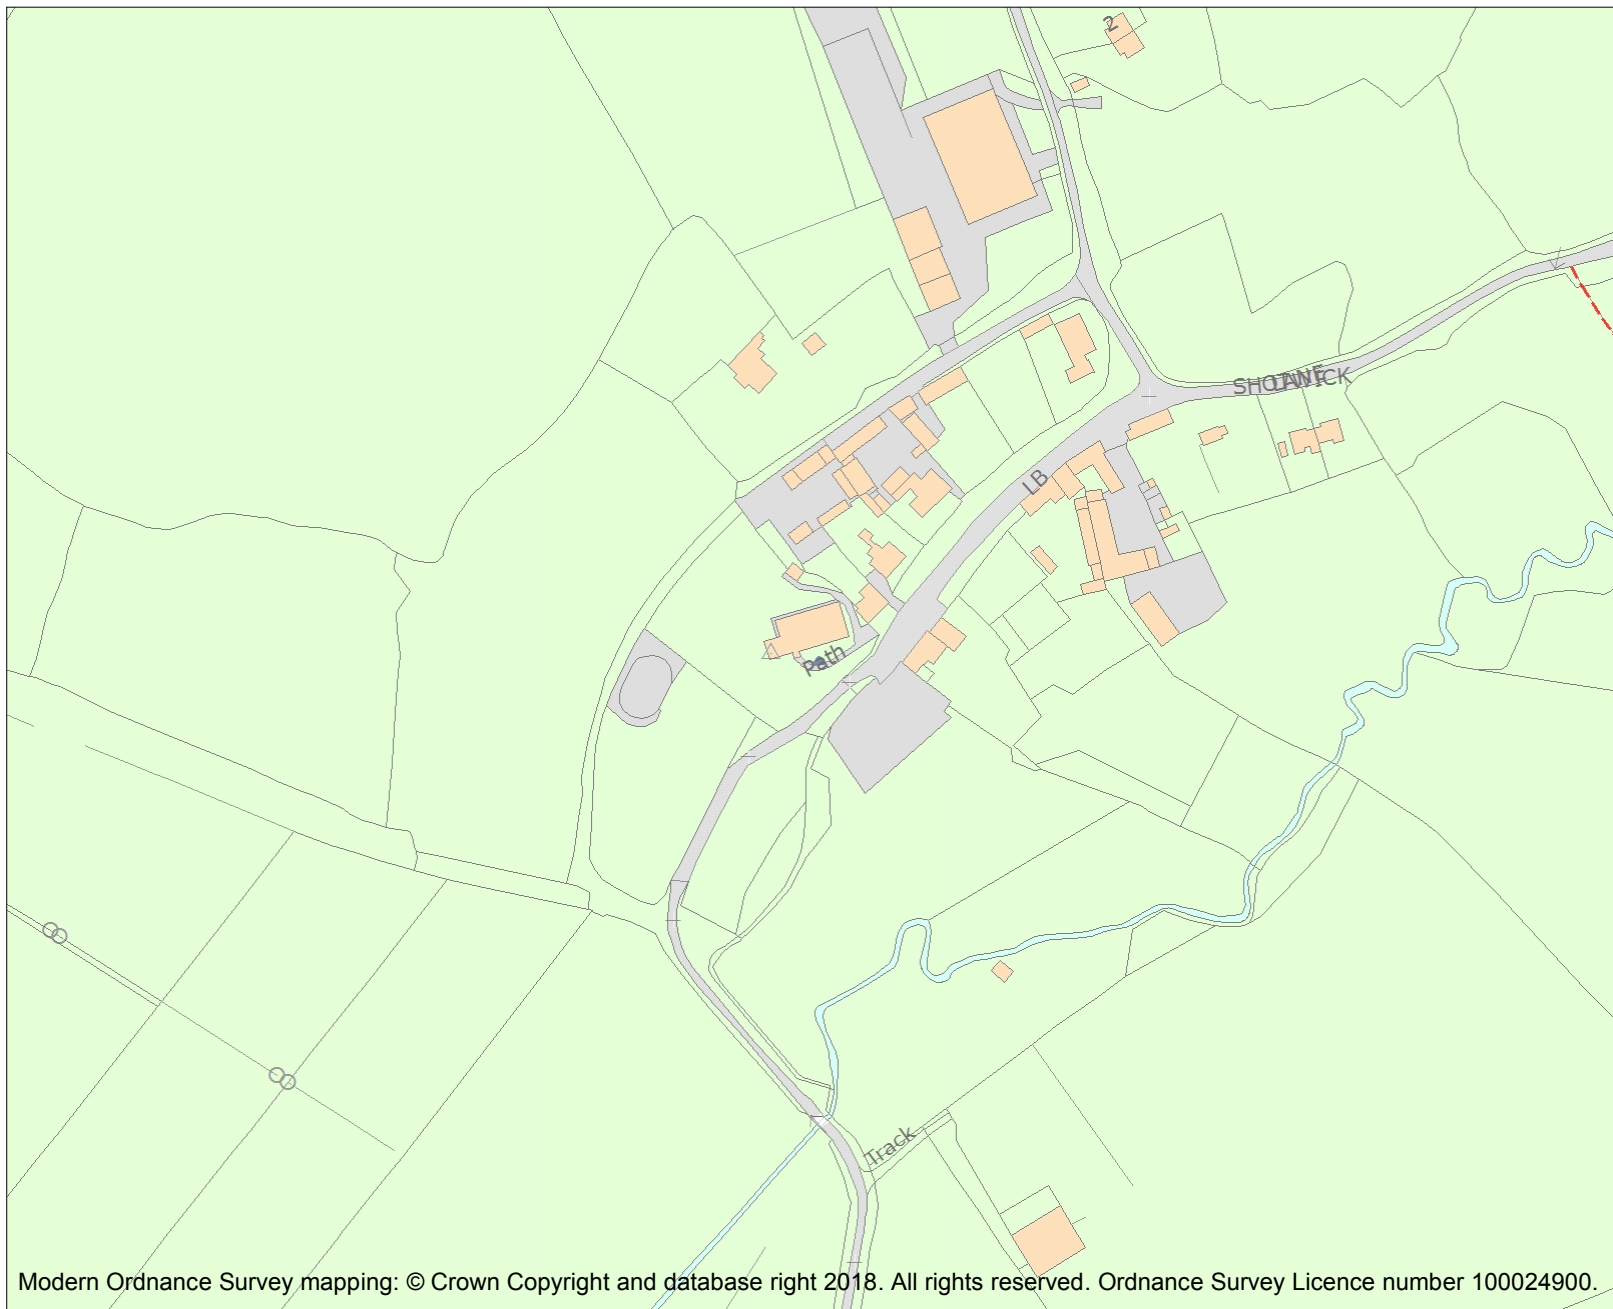 2
SHOTWICK
LANE
LB
Path
Track
Modern Ordnance Survey mapping: © Crown Copyright and database right 2018. All rights reserved. Ordnance Survey Licence number 100024900.